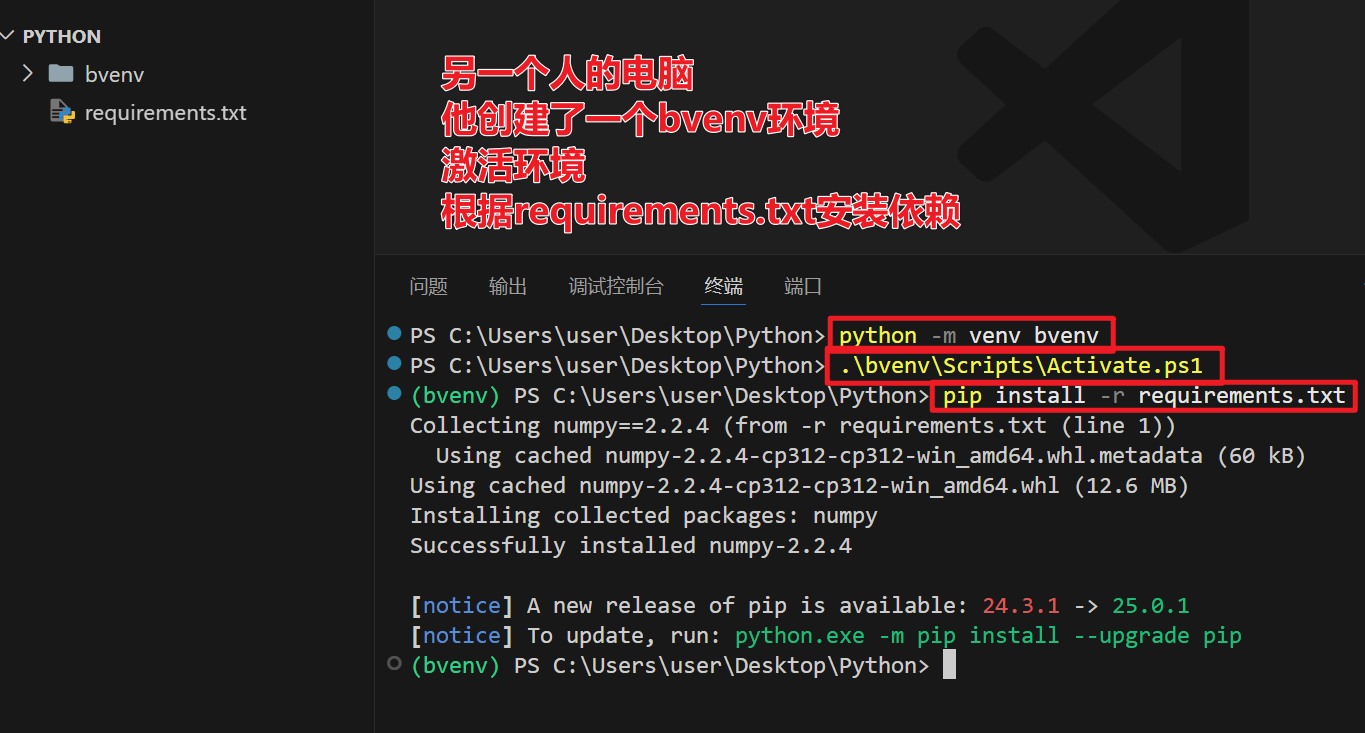 PYTHON
bvenv
requirements.txt
另一个人的电脑
他创建了一个bvenv环境
激活环境
根据requirements.txt安装依赖
问题 输出 调试控制台 终端 端口
PS C:\Users\user\Desktop\Python> python -m venv bvenv
PS C:\Users\user\Desktop\Python> .\bvenv\Scripts\Activate.ps1
(bvenv) PS C:\Users\user\Desktop\Python> pip install -r requirements.txt
Collecting numpy==2.2.4 (from -r requirements.txt (line 1))
  Using cached numpy-2.2.4-cp312-cp312-win_amd64.whl.metadata (60 kB)
Using cached numpy-2.2.4-cp312-cp312-win_amd64.whl (12.6 MB)
Installing collected packages: numpy
Successfully installed numpy-2.2.4
[notice] A new release of pip is available: 24.3.1 -> 25.0.1
[notice] To update, run: python.exe -m pip install --upgrade pip
(bvenv) PS C:\Users\user\Desktop\Python>